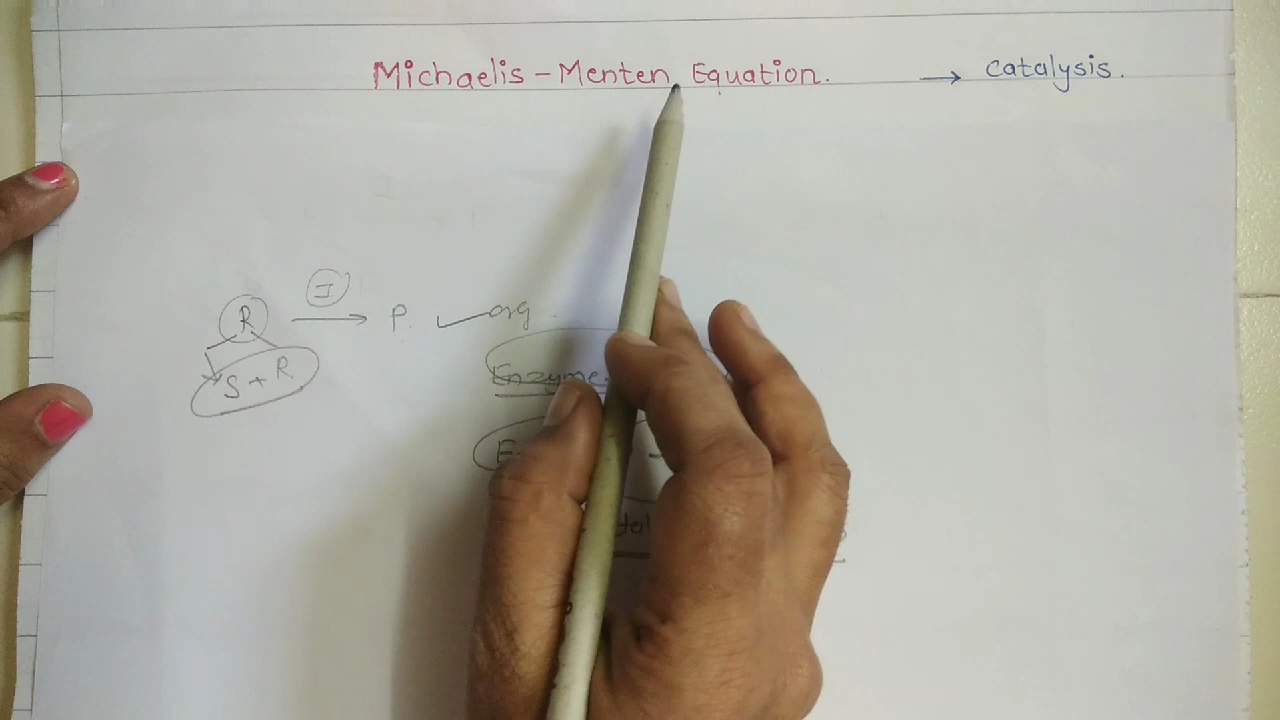 Michaelis - Menten Equation. → Catalysis.
R I → P. org
S + R
Enzyme